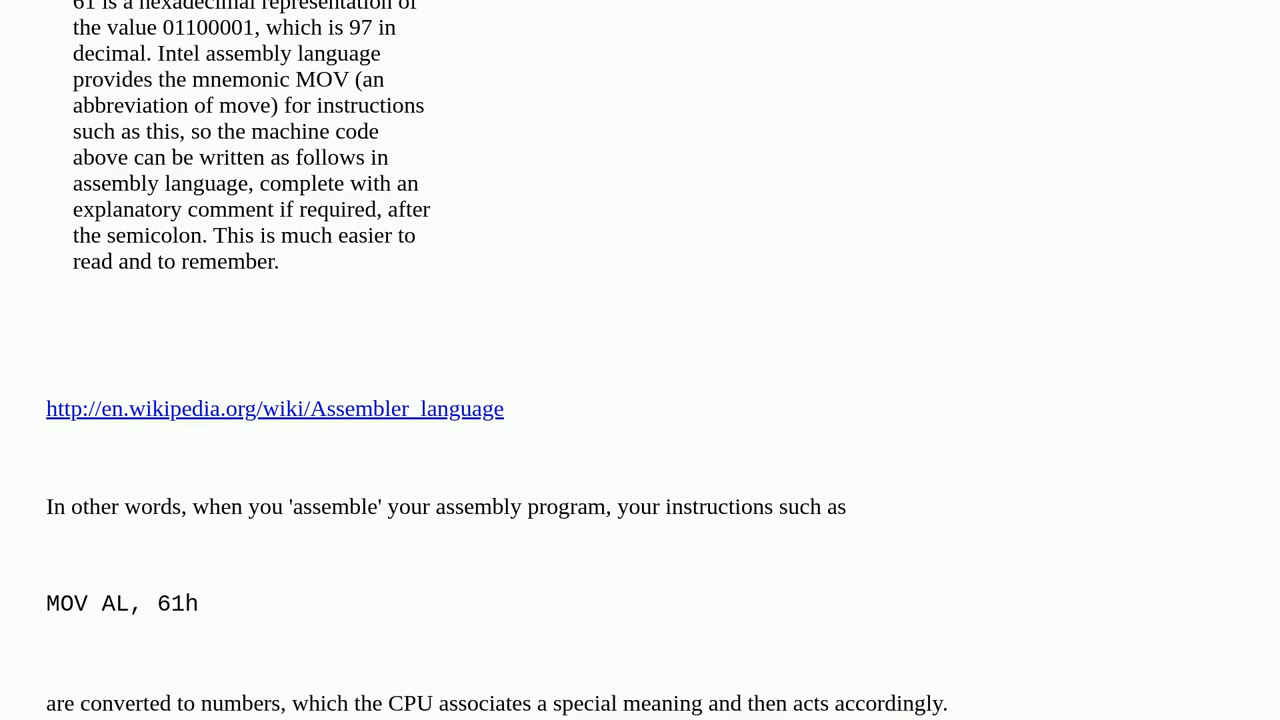 61 is a hexadecimal representation of
the value 01100001, which is 97 in
decimal. Intel assembly language
provides the mnemonic MOV (an
abbreviation of move) for instructions
such as this, so the machine code
above can be written as follows in
assembly language, complete with an
explanatory comment if required, after
the semicolon. This is much easier to
read and to remember.
http://en.wikipedia.org/wiki/Assembler_language
In other words, when you 'assemble' your assembly program, your instructions such as
MOV AL, 61h
are converted to numbers, which the CPU associates a special meaning and then acts accordingly.